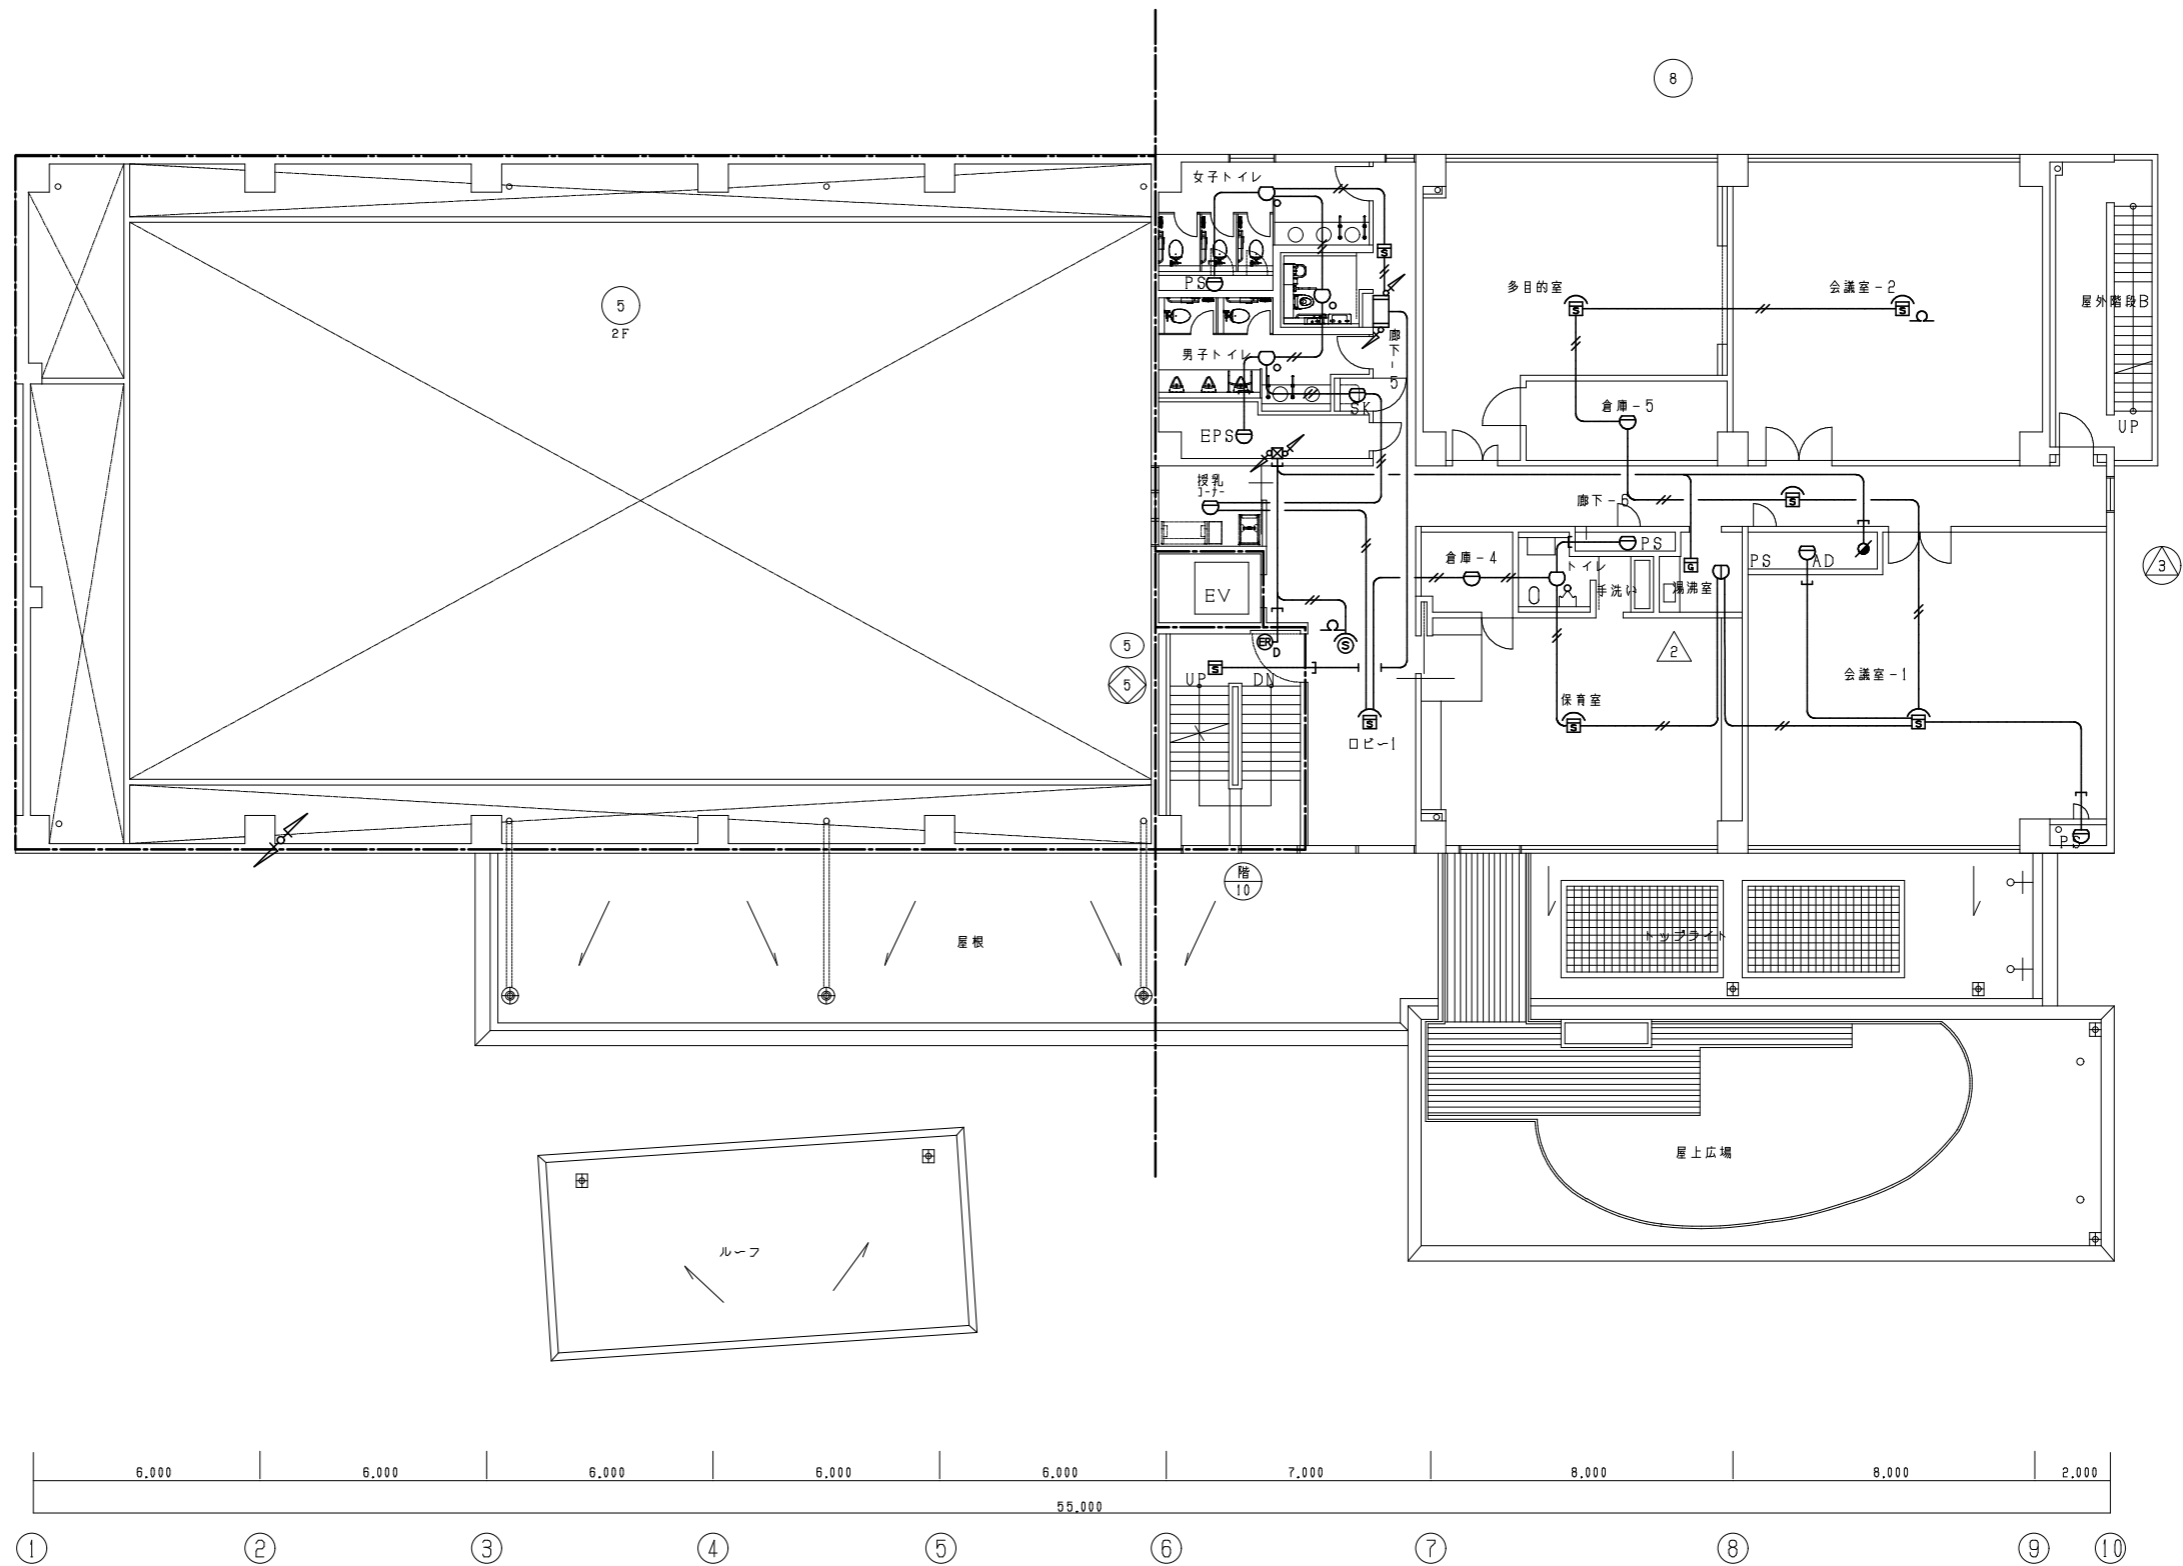 8
女子トイレ
5
2F
PS
多目的室
会議室-2
屋外階段B
廊下-5
男子トイレ
SK
倉庫-5
UP
EPS
授乳
コーナー
廊下-6
倉庫-4
トイレ
PS
手洗い
湯沸室
G
PS
AD
3
EV
5
5
ER
D
S
2
UP
DN
会議室-1
保育室
ロビー1
PS
階
10
屋根
トップライト
屋上広場
ルーフ
6.000
6.000
6.000
6.000
6.000
7.000
8.000
8.000
2.000
55.000
1
2
3
4
5
6
7
8
9
10